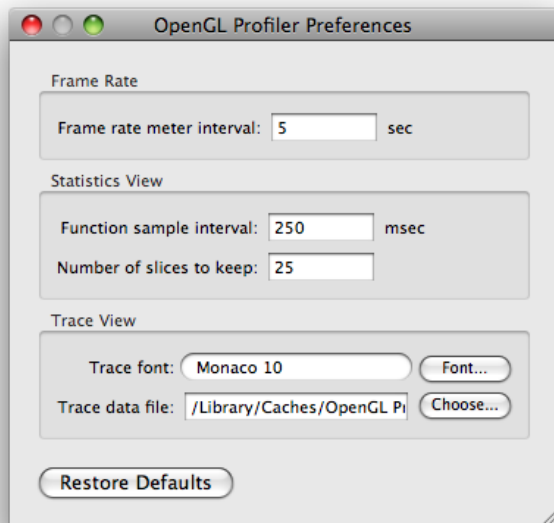 OpenGL Profiler Preferences
Frame Rate
Frame rate meter interval: 5 sec
Statistics View
Function sample interval: 250 msec
Number of slices to keep: 25
Trace View
Trace font: Monaco 10 Font...
Trace data file: /Library/Caches/OpenGL Pr Choose...
Restore Defaults